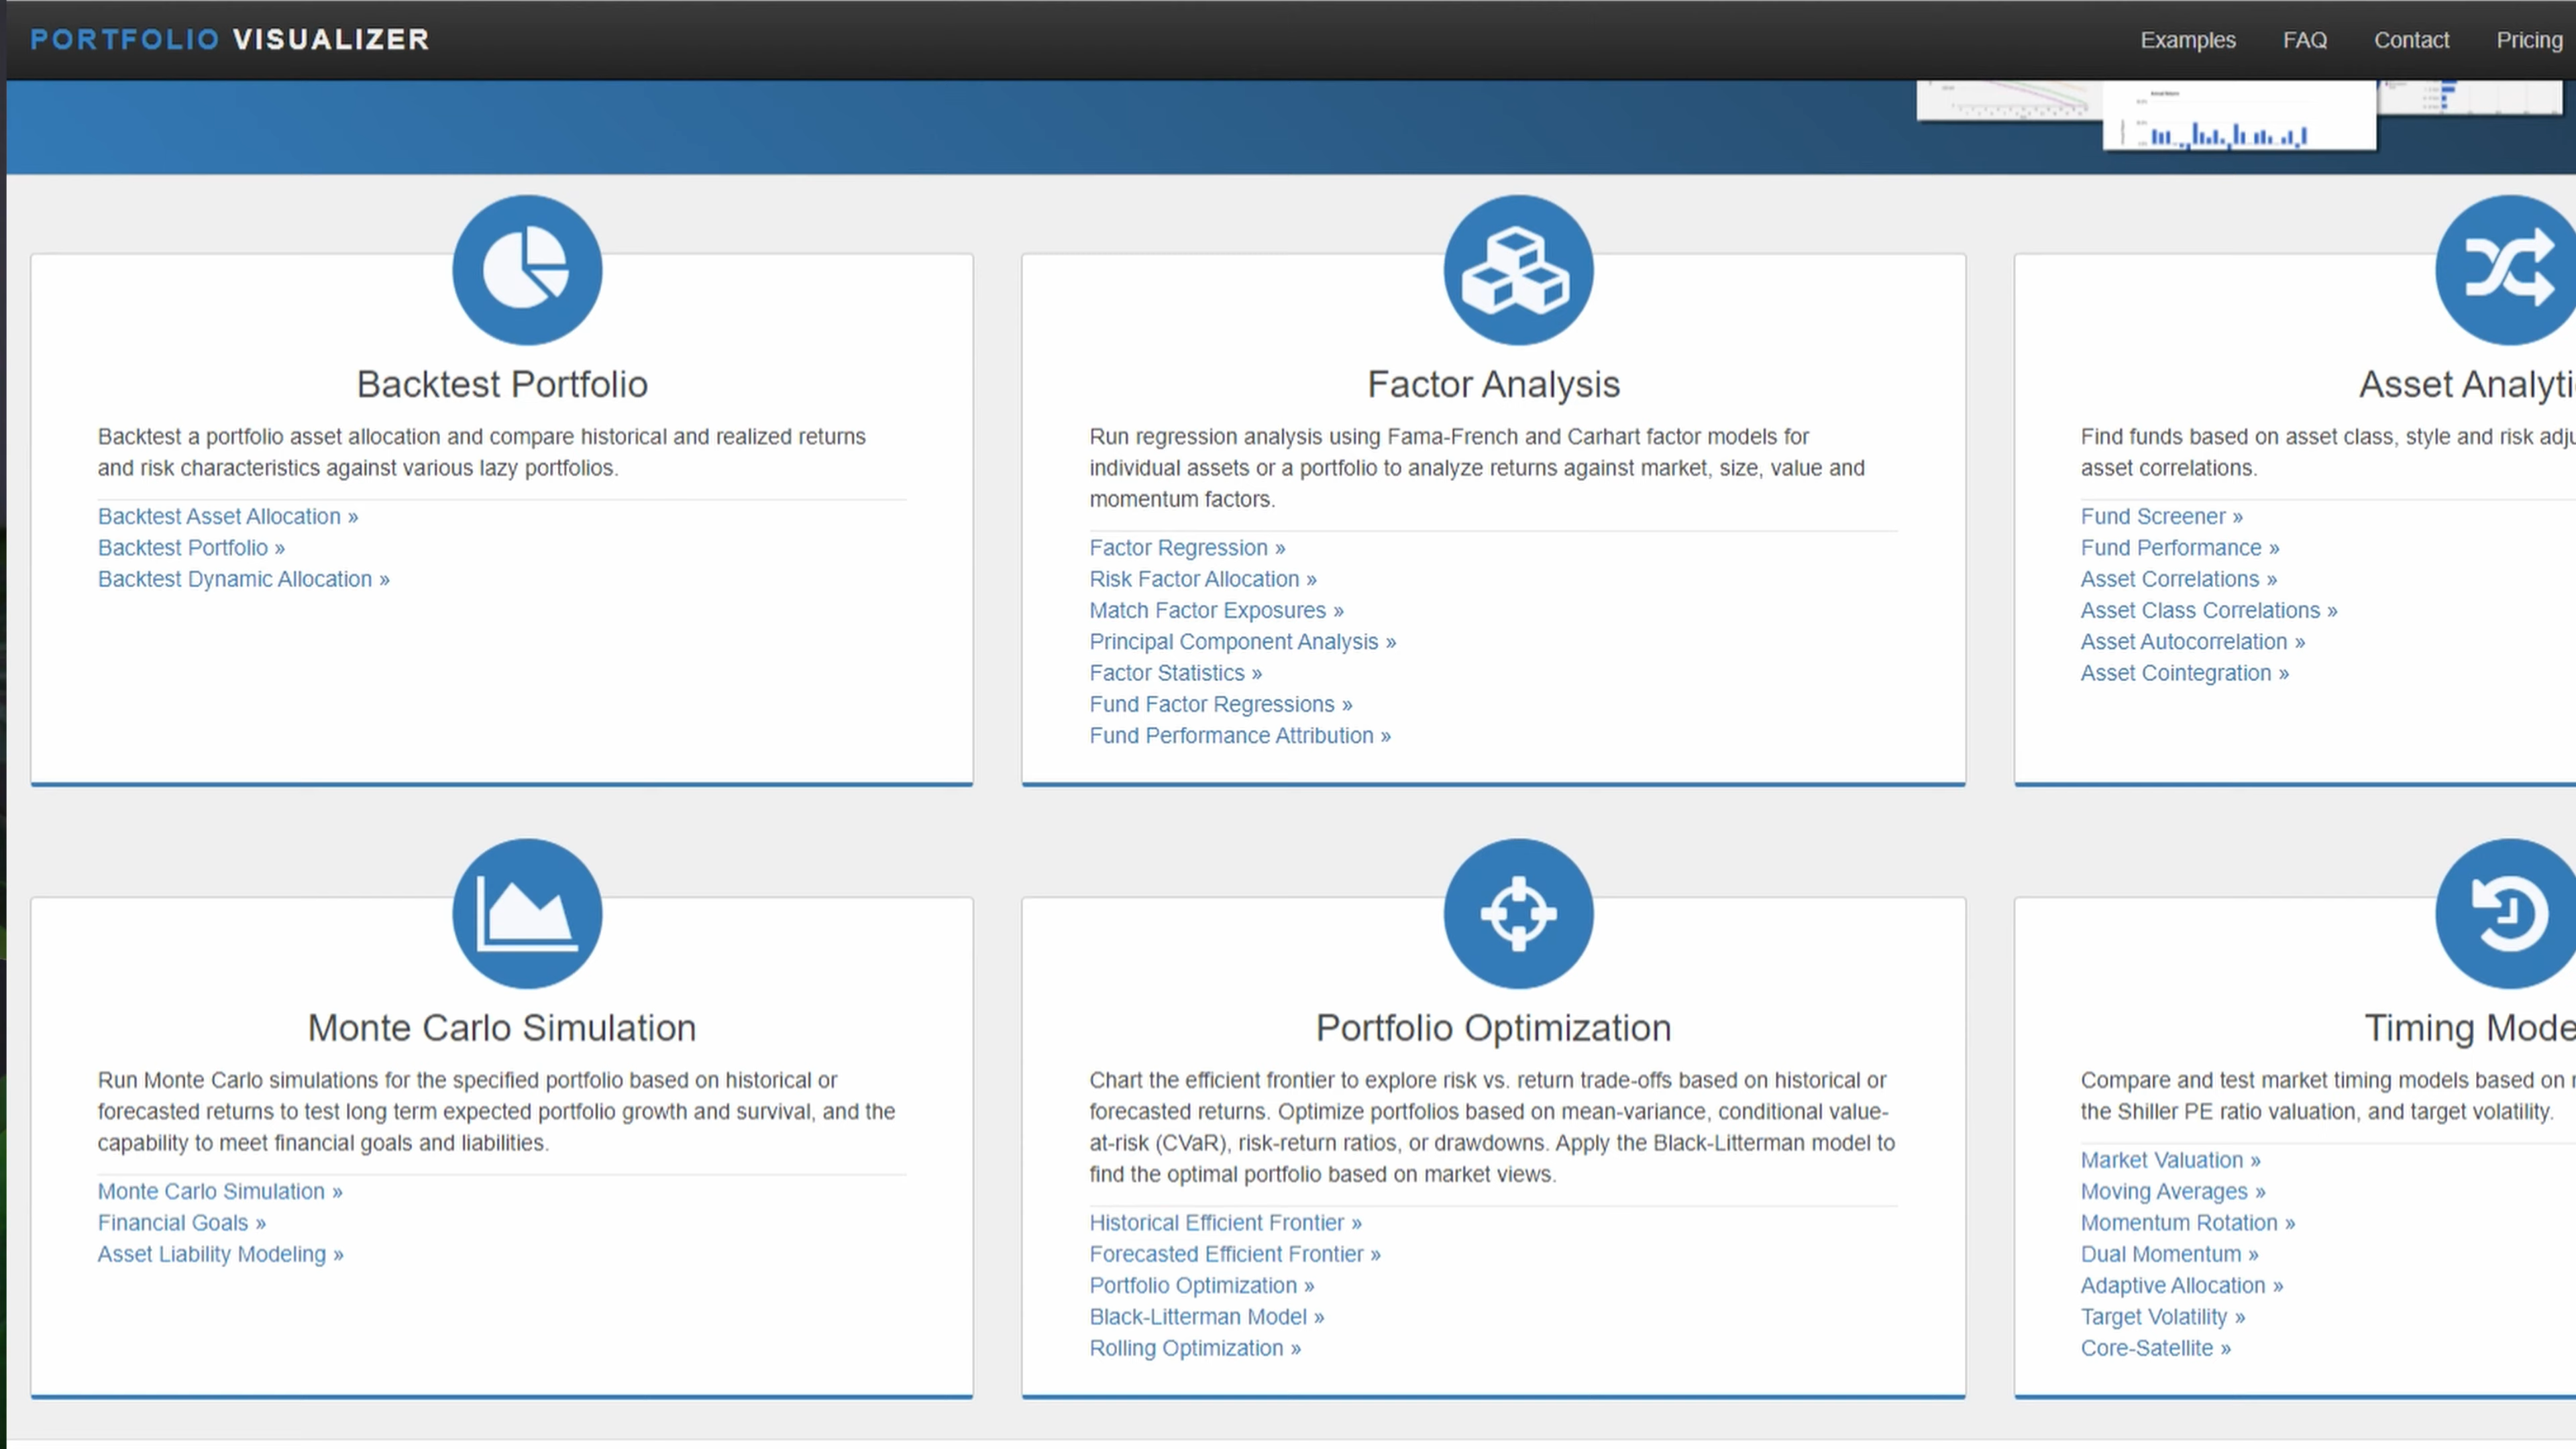 PORTFOLIO VISUALIZER
Examples FAQ Contact Pricing
Backtest Portfolio
Backtest a portfolio asset allocation and compare historical and realized returns
and risk characteristics against various lazy portfolios.
Backtest Asset Allocation »
Backtest Portfolio »
Backtest Dynamic Allocation »
Factor Analysis
Run regression analysis using Fama-French and Carhart factor models for
individual assets or a portfolio to analyze returns against market, size, value and
momentum factors.
Factor Regression »
Risk Factor Allocation »
Match Factor Exposures »
Principal Component Analysis »
Factor Statistics »
Fund Factor Regressions »
Fund Performance Attribution »
Asset Analyti
Find funds based on asset class, style and risk adju
asset correlations.
Fund Screener »
Fund Performance »
Asset Correlations »
Asset Class Correlations »
Asset Autocorrelation »
Asset Cointegration »
Monte Carlo Simulation
Run Monte Carlo simulations for the specified portfolio based on historical or
forecasted returns to test long term expected portfolio growth and survival, and the
capability to meet financial goals and liabilities.
Monte Carlo Simulation »
Financial Goals »
Asset Liability Modeling »
Portfolio Optimization
Chart the efficient frontier to explore risk vs. return trade-offs based on historical or
forecasted returns. Optimize portfolios based on mean-variance, conditional value-
at-risk (CVaR), risk-return ratios, or drawdowns. Apply the Black-Litterman model to
find the optimal portfolio based on market views.
Historical Efficient Frontier »
Forecasted Efficient Frontier »
Portfolio Optimization »
Black-Litterman Model »
Rolling Optimization »
Timing Mode
Compare and test market timing models based on
the Shiller PE ratio valuation, and target volatility.
Market Valuation »
Moving Averages »
Momentum Rotation »
Dual Momentum »
Adaptive Allocation »
Target Volatility »
Core-Satellite »